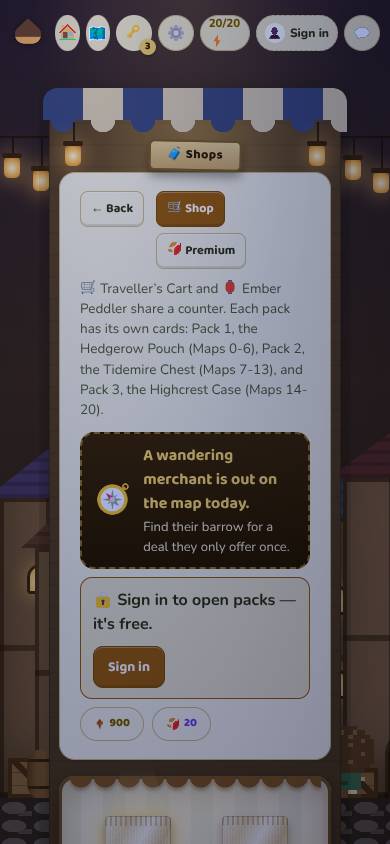 3
20/20
Sign in
Shops
← Back
Shop
Premium
Traveller's Cart and Ember
Peddler share a counter. Each pack
has its own cards: Pack 1, the
Hedgerow Pouch (Maps 0-6), Pack 2,
the Tidemire Chest (Maps 7-13), and
Pack 3, the Highcrest Case (Maps 14-
20).
A wandering
merchant is out on
the map today.
Find their barrow for a
deal they only offer once.
Sign in to open packs —
it's free.
Sign in
900
20